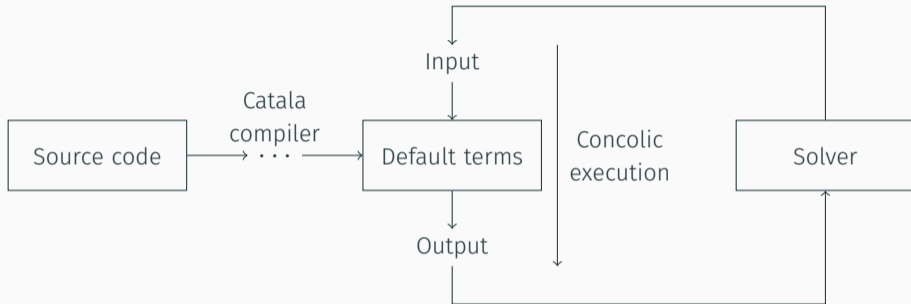 Input
Catala
compiler
Source code
· · ·
Default terms
Concolic
execution
Solver
Output